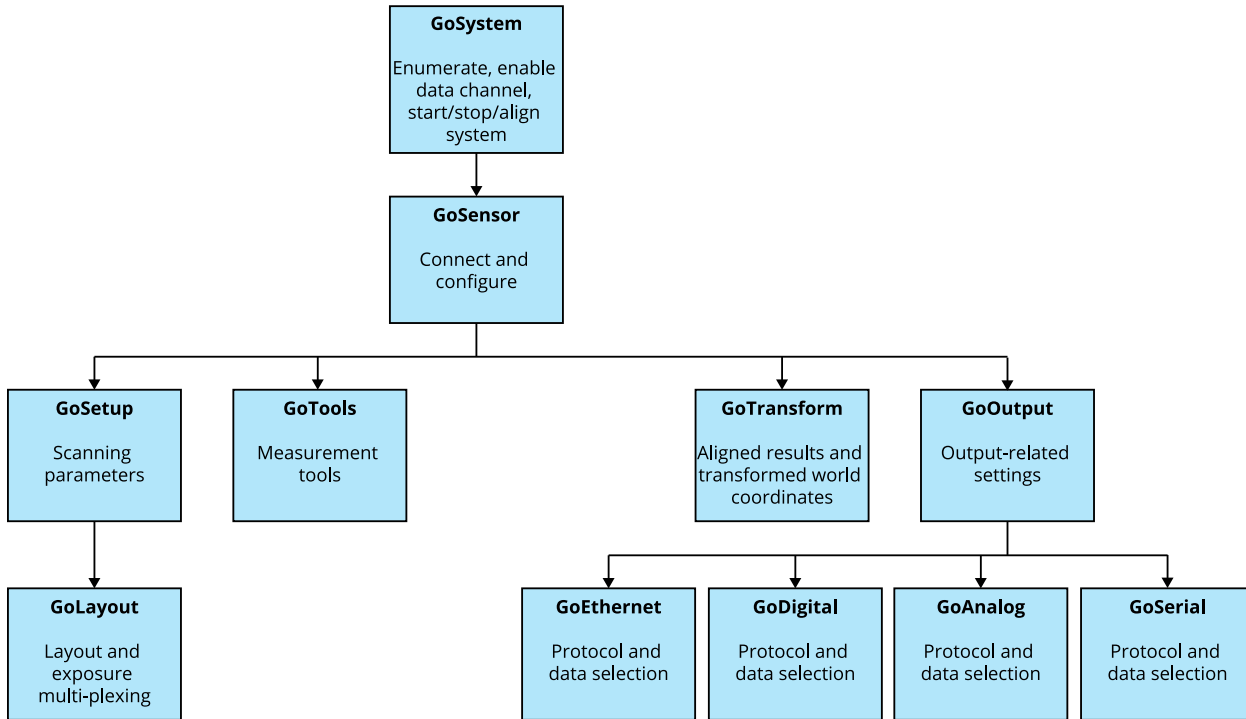 GoSystem
Enumerate, enable
data channel,
start/stop/align
system
GoSensor
Connect and
configure
GoSetup
Scanning
parameters
GoTools
Measurement
tools
GoTransform
Aligned results and
transformed world
coordinates
GoOutput
Output-related
settings
GoLayout
Layout and
exposure
multi-plexing
GoEthernet
Protocol and
data selection
GoDigital
Protocol and
data selection
GoAnalog
Protocol and
data selection
GoSerial
Protocol and
data selection